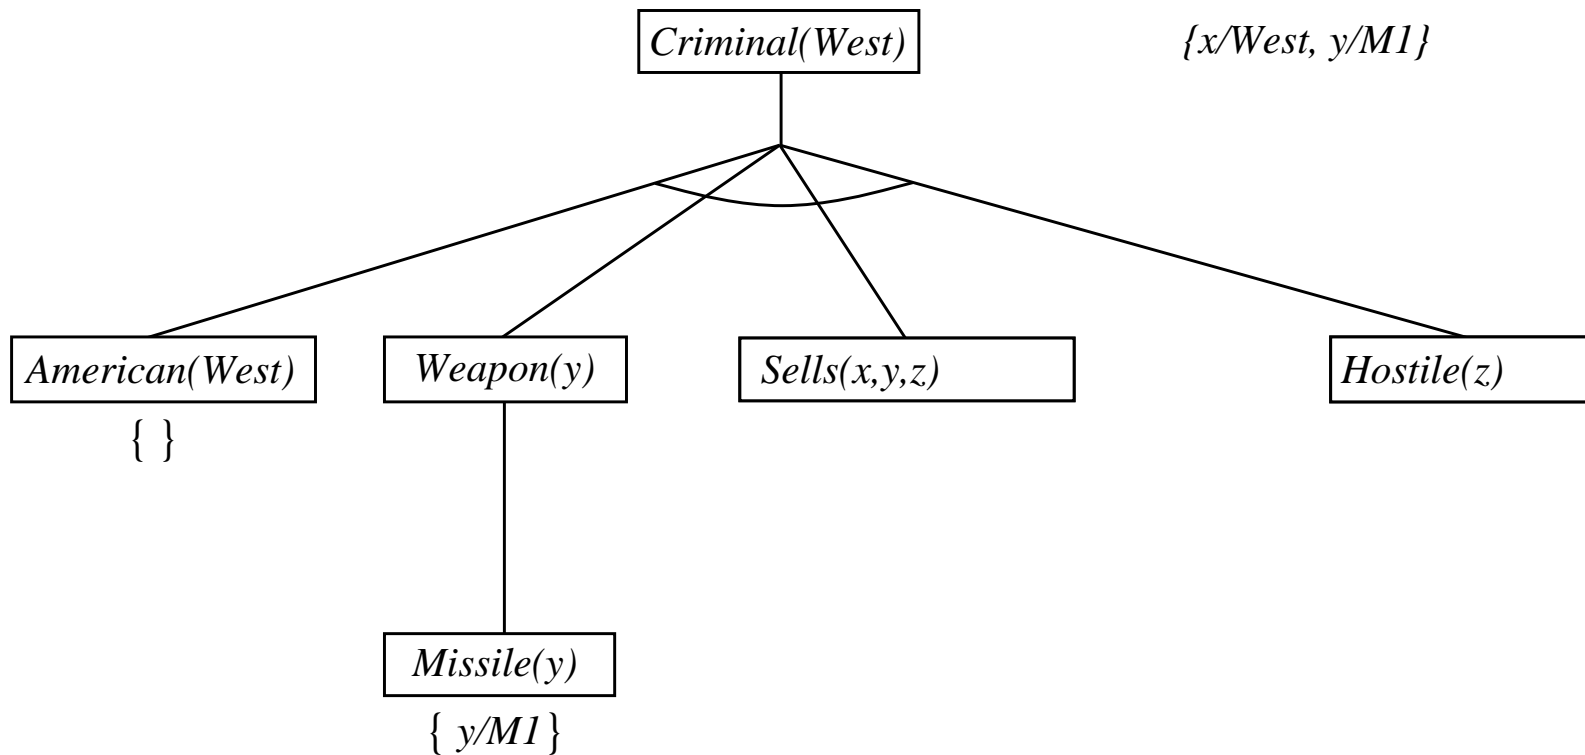 Criminal(West)
{x/West, y/M1}
American(West)
Weapon(y)
Sells(x,y,z)
Hostile(z)
{ }
Missile(y)
{ y/M1 }